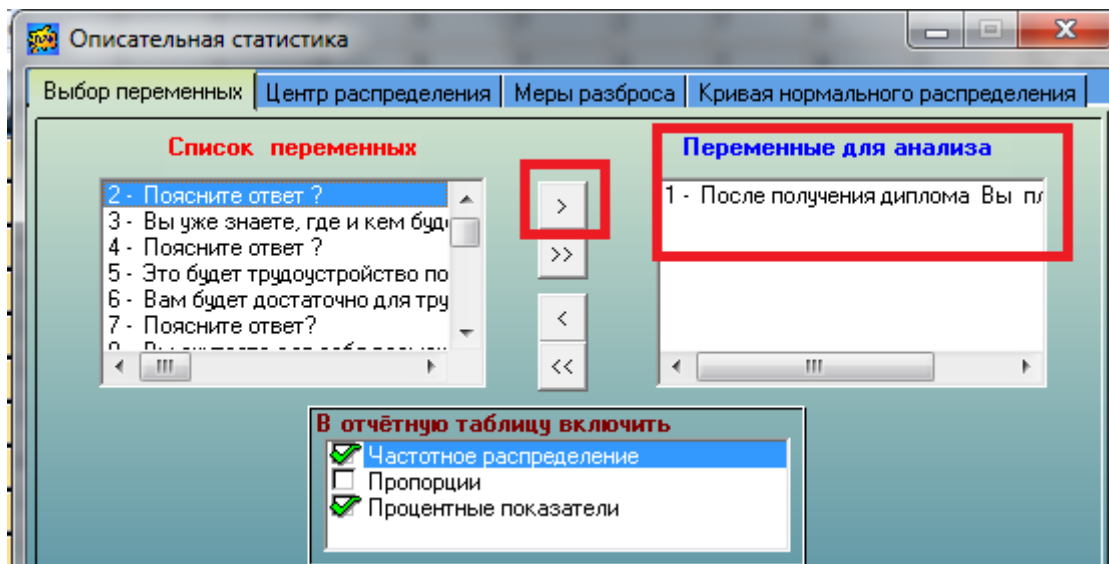 Описательная статистика
Выбор переменных Центр распределения Меры разброса Кривая нормального распределения
Список переменных
Переменные для анализа
2 - Поясните ответ ?
3 - Вы уже знаете, где и кем буд
4 - Поясните ответ ?
5 - Это будет трудоустройство по
6 - Вам будет достаточно для тру
7 - Поясните ответ?
>
>>
<
<<
1 - После получения диплома Вы пл
В отчётную таблицу включить
Частотное распределение
Пропорции
Процентные показатели